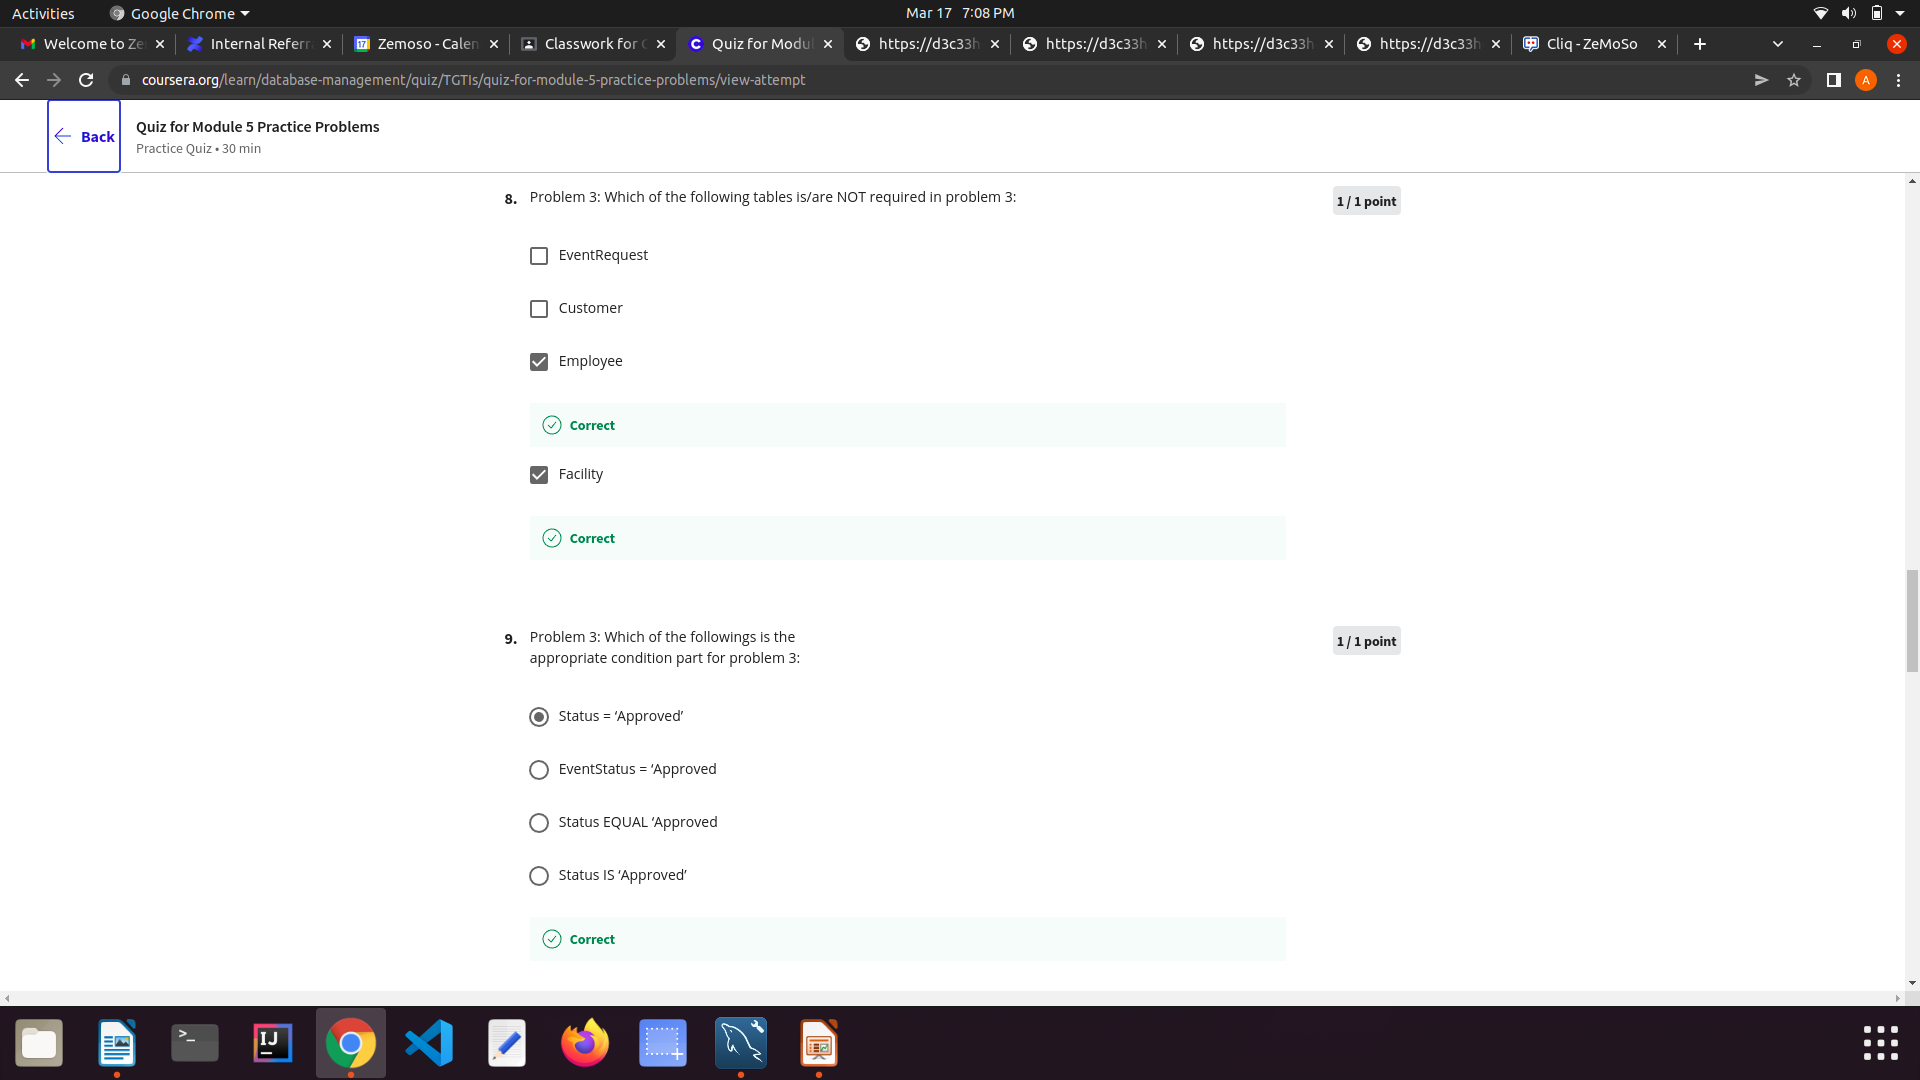 Activities
Google Chrome
Mar 17 7:08 PM
Welcome to Ze
Internal Referr
17
Zemoso - Calen
Classwork for C
Quiz for Modul
https://d3c33h
https://d3c33h
https://d3c33h
https://d3c33h
Cliq - ZeMoSo
coursera.org/learn/database-management/quiz/TGTIs/quiz-for-module-5-practice-problems/view-attempt
A
Back
Quiz for Module 5 Practice Problems
Practice Quiz • 30 min
8. Problem 3: Which of the following tables is/are NOT required in problem 3:
1 / 1 point
EventRequest
Customer
Employee
Correct
Facility
Correct
9. Problem 3: Which of the followings is the
appropriate condition part for problem 3:
1 / 1 point
Status = ‘Approved’
EventStatus = ‘Approved
Status EQUAL ‘Approved
Status IS ‘Approved’
Correct
>_
IJ